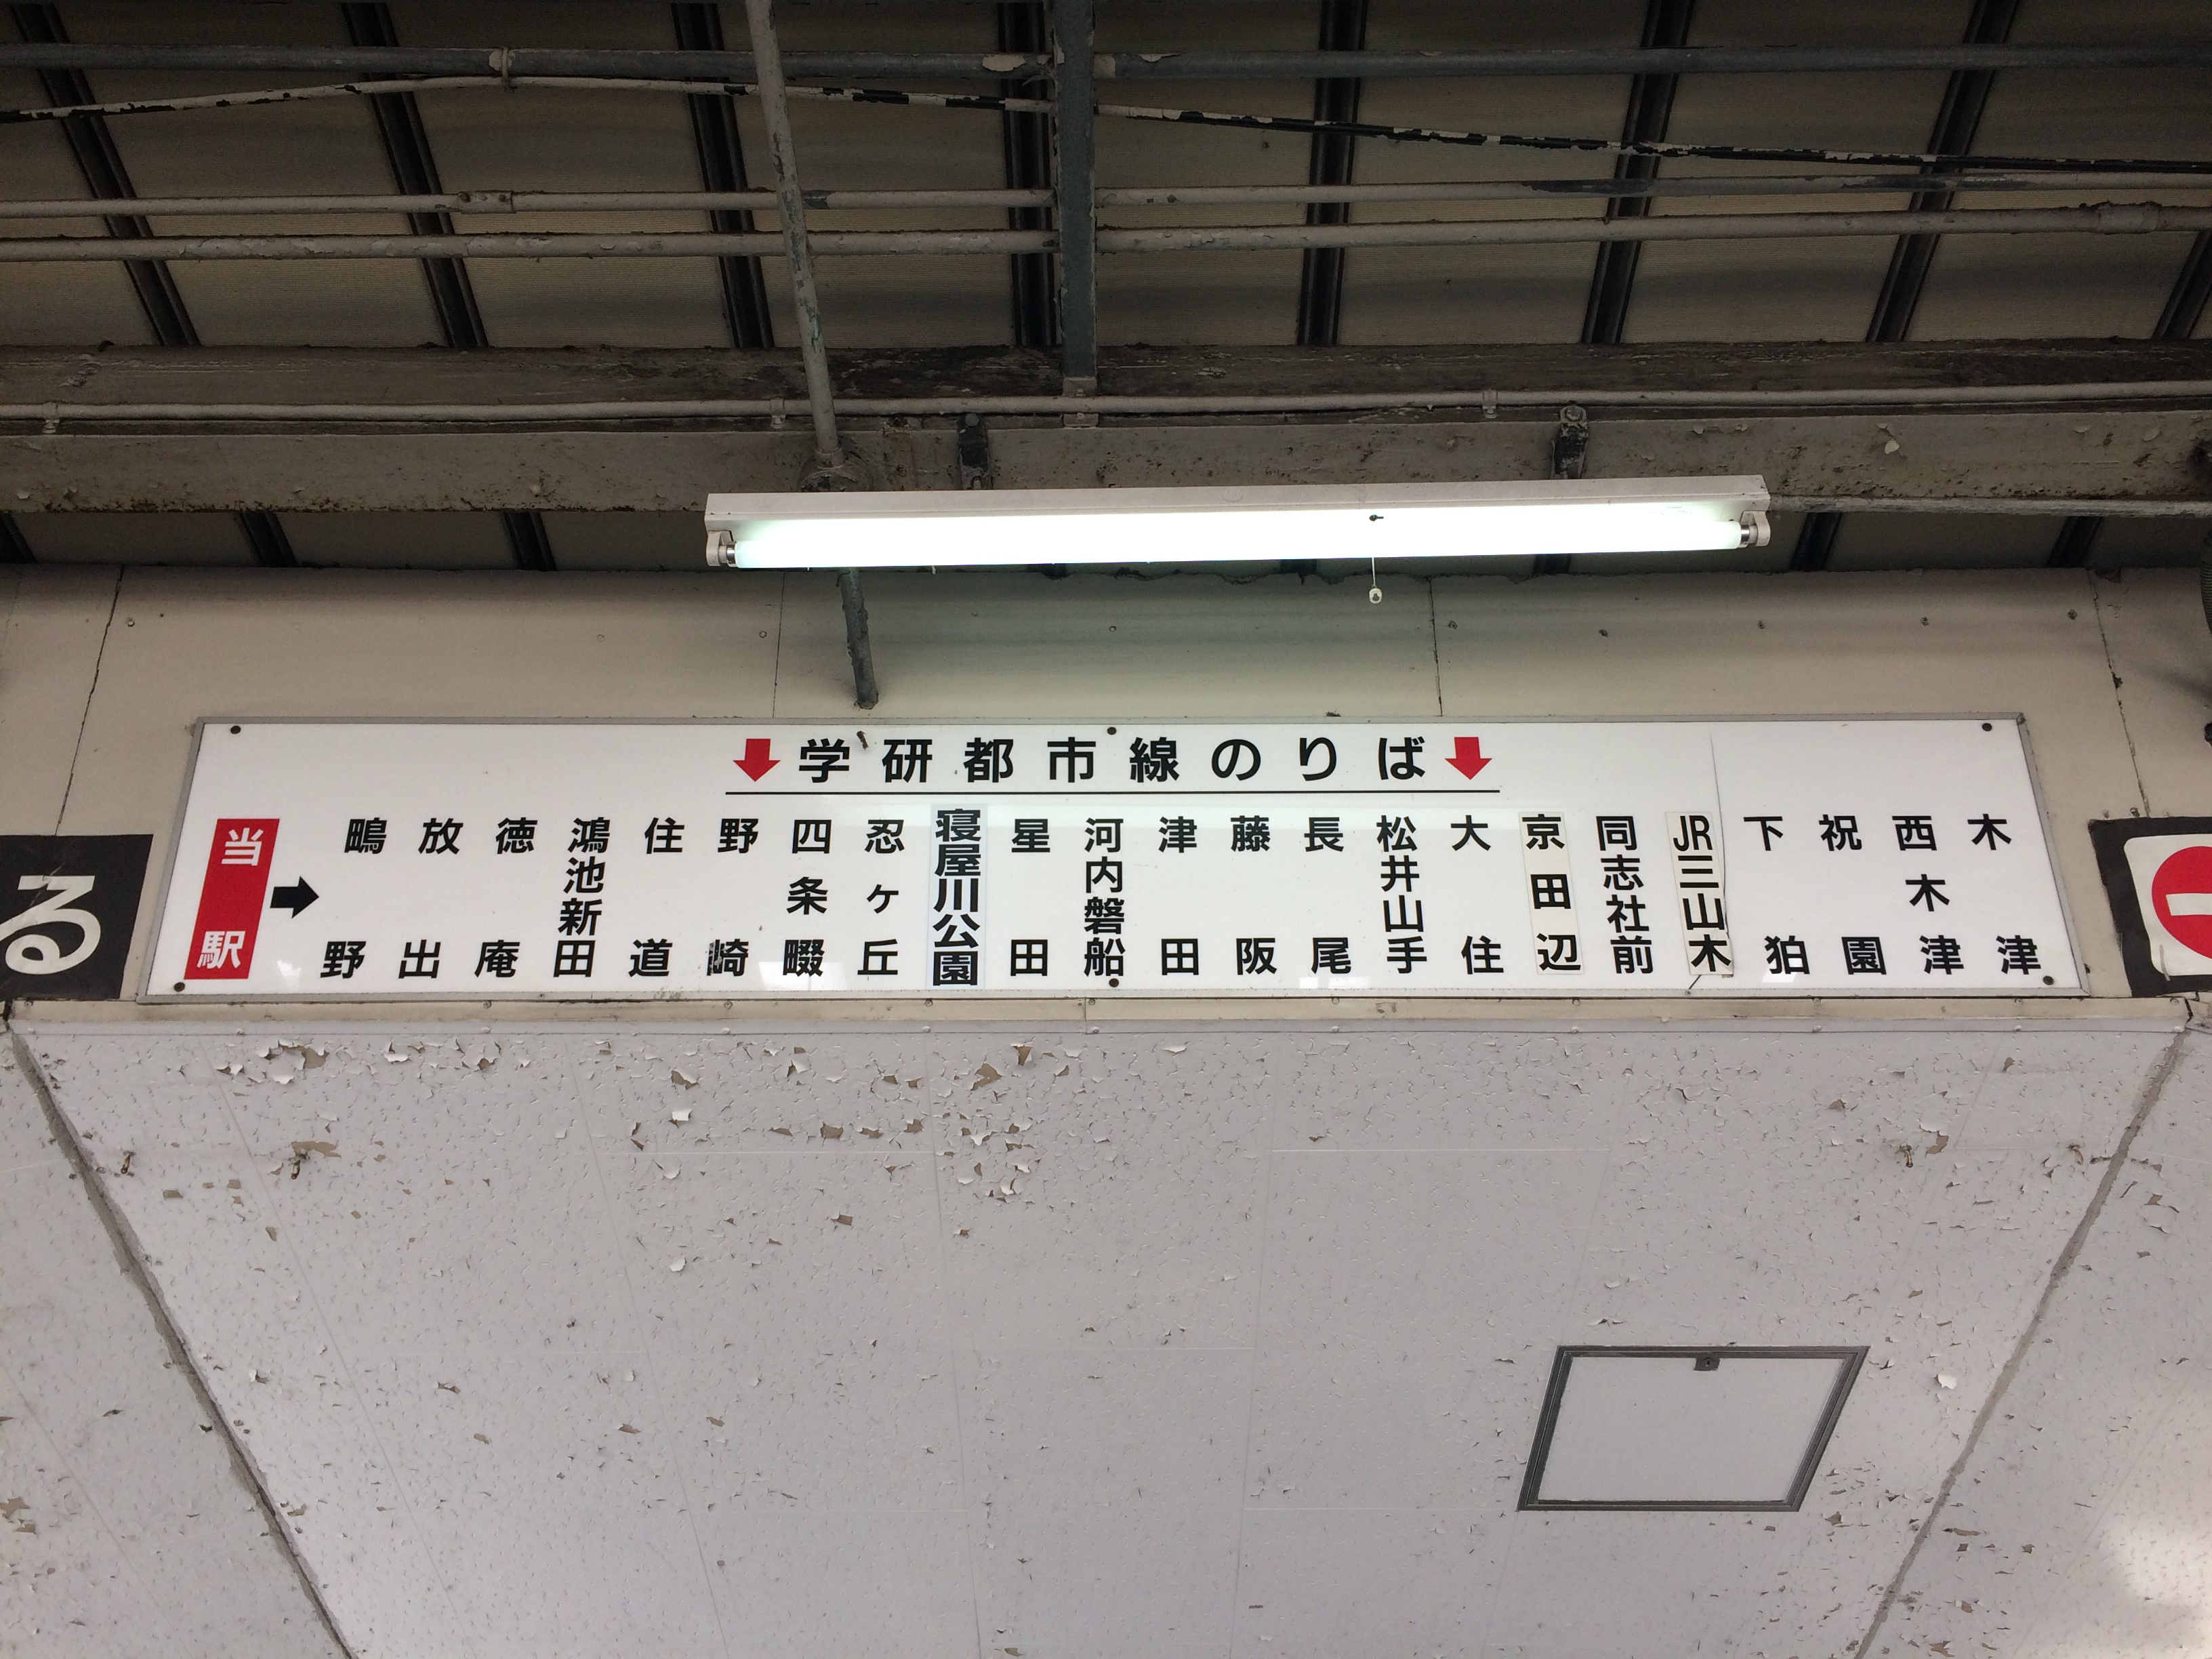 学研都市線のりば
当駅
鴫野
放出
徳庵
鴻池新田
住道
野崎
四条畷
忍ヶ丘
寝屋川公園
星田
河内磐船
津田
藤阪
長尾
松井山手
大住
京田辺
同志社前
JR三山木
下狛
祝園
西木津
木津
る